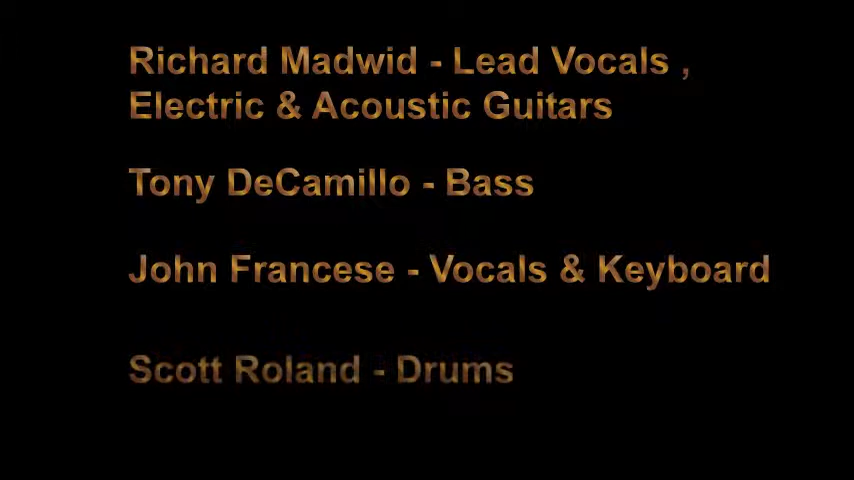 Richard Madwid - Lead Vocals ,
Electric & Acoustic Guitars
Tony DeCamillo - Bass
John Francese - Vocals & Keyboard
Scott Roland - Drums